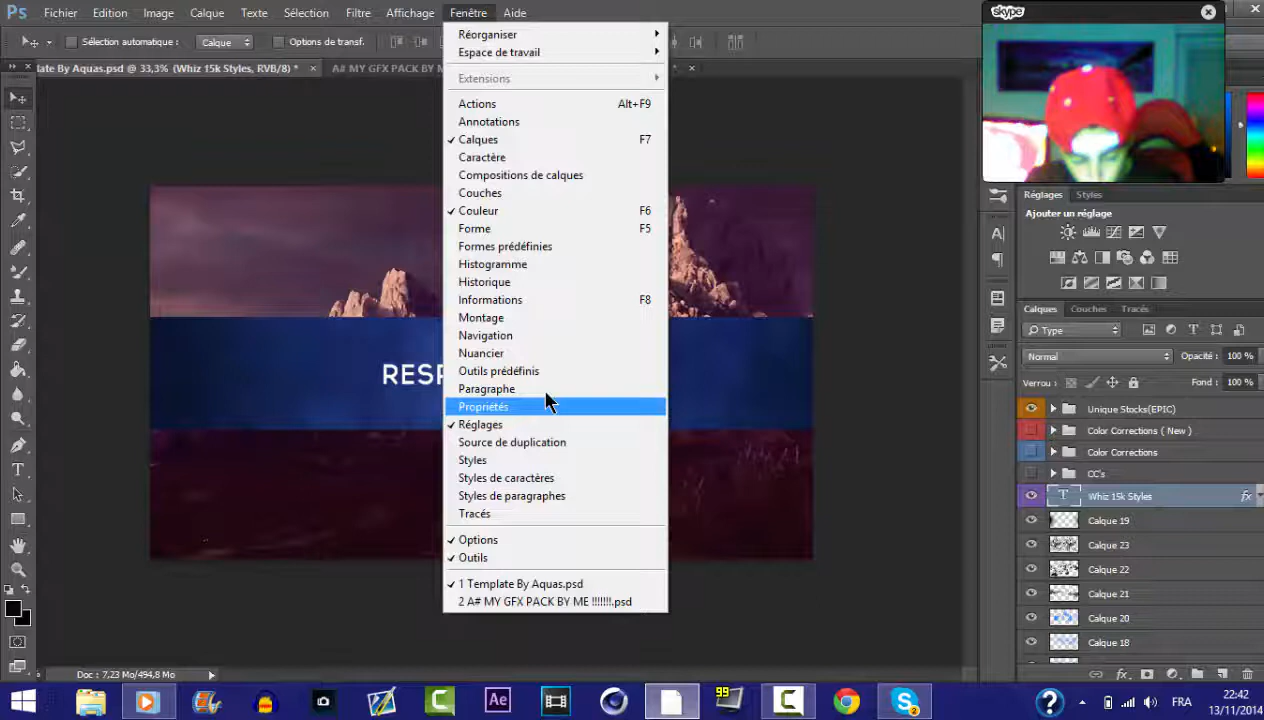 Ps Fichier Edition Image Calque Texte Sélection Filtre Affichage Fenêtre Aide
skype
Sélection automatique : Calque Options de transf.
late By Aquas.psd @ 33,3% (Whiz 15k Styles, RVB/8) * × A# MY GFX PACK BY M
Réorganiser
Espace de travail
Extensions
Actions Alt+F9
Annotations
Calques F7
Caractère
Compositions de calques
Couches
Couleur F6
Forme F5
Formes prédéfinies
Histogramme
Historique
Informations F8
Montage
Navigation
Nuancier
Outils prédéfinis
Paragraphe
Propriétés
Réglages
Source de duplication
Styles
Styles de caractères
Styles de paragraphes
Tracés
Options
Outils
1 Template By Aquas.psd
2 A# MY GFX PACK BY ME !!!!!!!.psd
RESP
Réglages Styles
Ajouter un réglage
Calques Couches Tracés
Type
Normal Opacité : 100 %
Verrou : Fond : 100 %
Unique Stocks(EPIC)
Color Corrections ( New )
Color Corrections
CC's
T Whiz 15k Styles fx
Calque 19
Calque 23
Calque 22
Calque 21
Calque 20
Calque 18
Doc : 7,23 Mo/494,8 Mo
Ae
99
2
FRA
22:42
13/11/2014